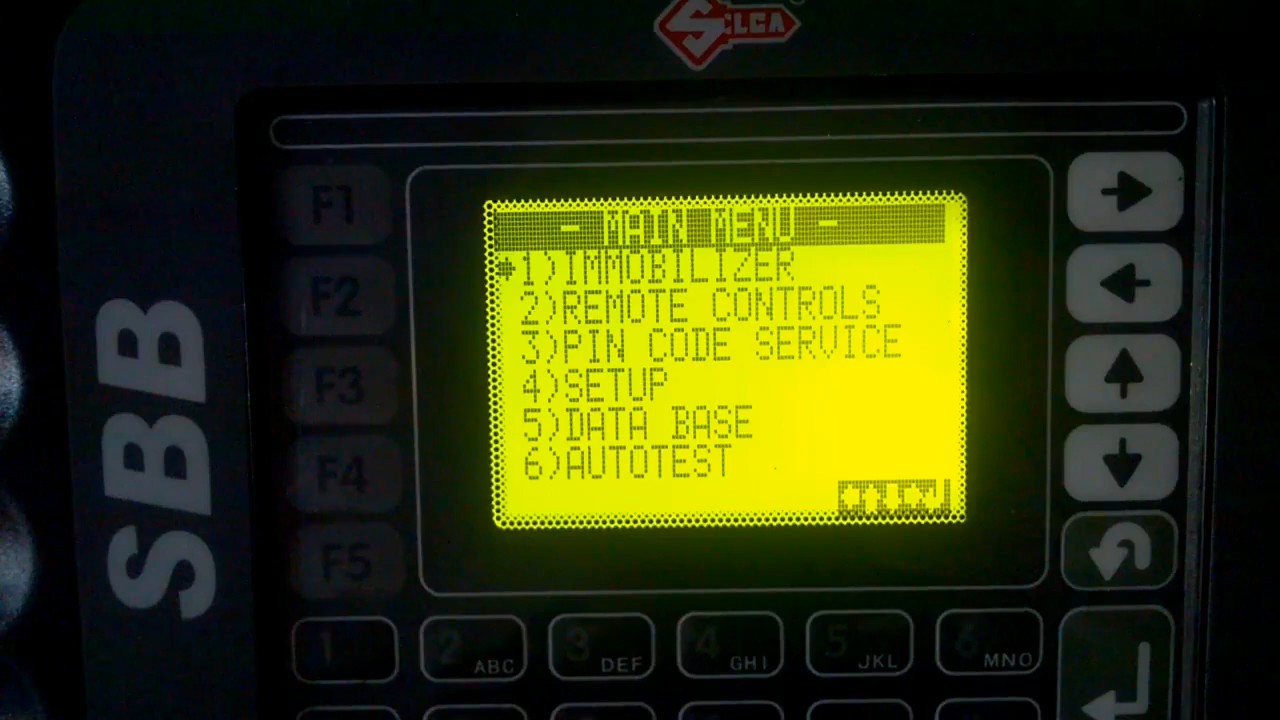 SILCA
SBB
F1
F2
F3
F4
F5
- MAIN MENU -
1)IMMOBILIZER
2)REMOTE CONTROLS
3)PIN CODE SERVICE
4)SETUP
5)DATA BASE
6)AUTOTEST
1
2 ABC
3 DEF
4 GHI
5 JKL
6 MNO